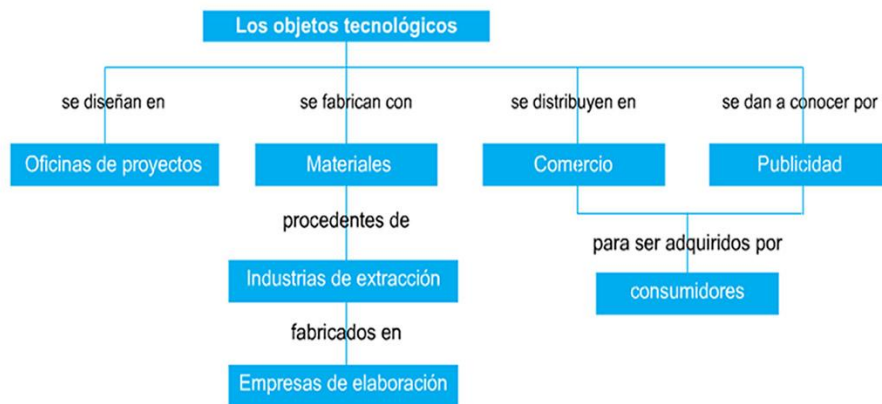 Los objetos tecnológicos
se diseñan en
se fabrican con
se distribuyen en
se dan a conocer por
Oficinas de proyectos
Materiales
Comercio
Publicidad
procedentes de
para ser adquiridos por
Industrias de extracción
consumidores
fabricados en
Empresas de elaboración